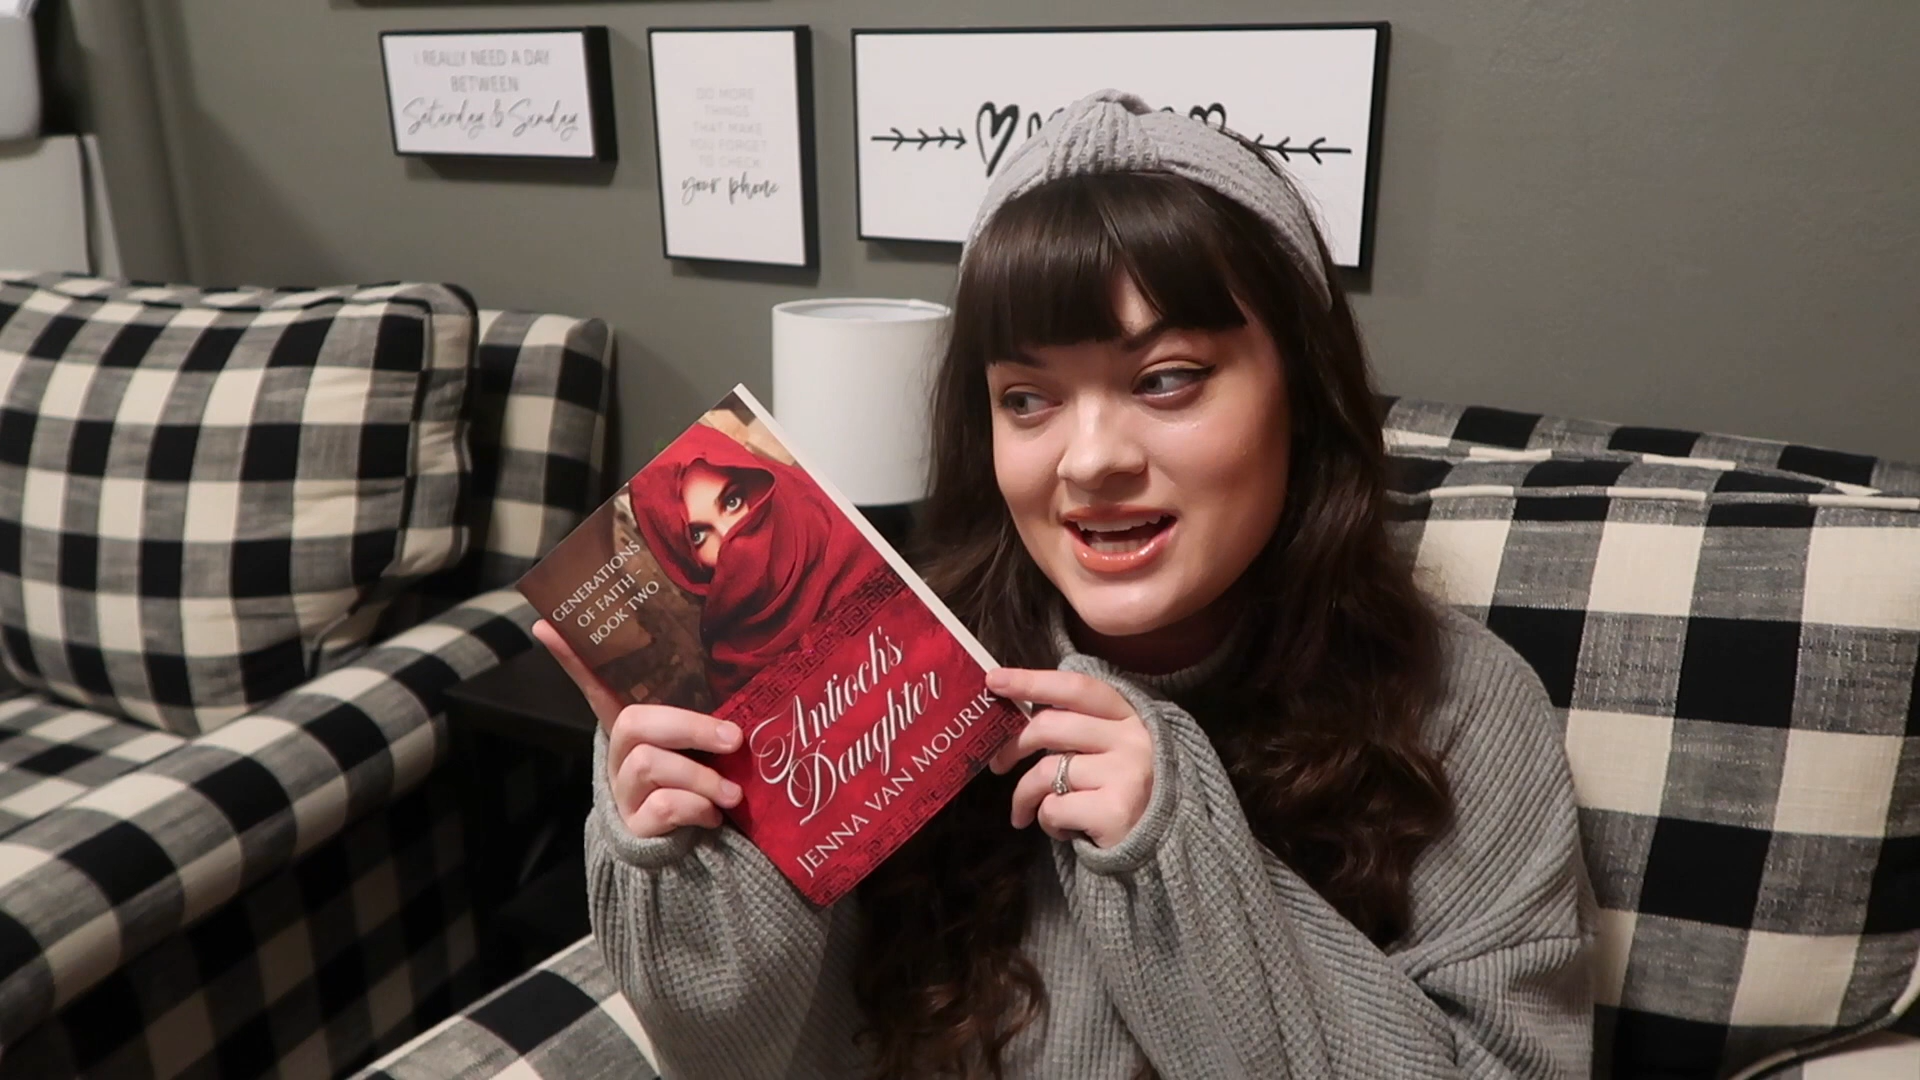 I REALLY NEED A DAY
BETWEEN
Saturday & Sunday
DO MORE
THINGS
THAT MAKE
YOU FORGET
TO CHECK
your phone
GENERATIONS
OF FAITH –
BOOK TWO
Antioch's
Daughter
JENNA VAN MOURIK